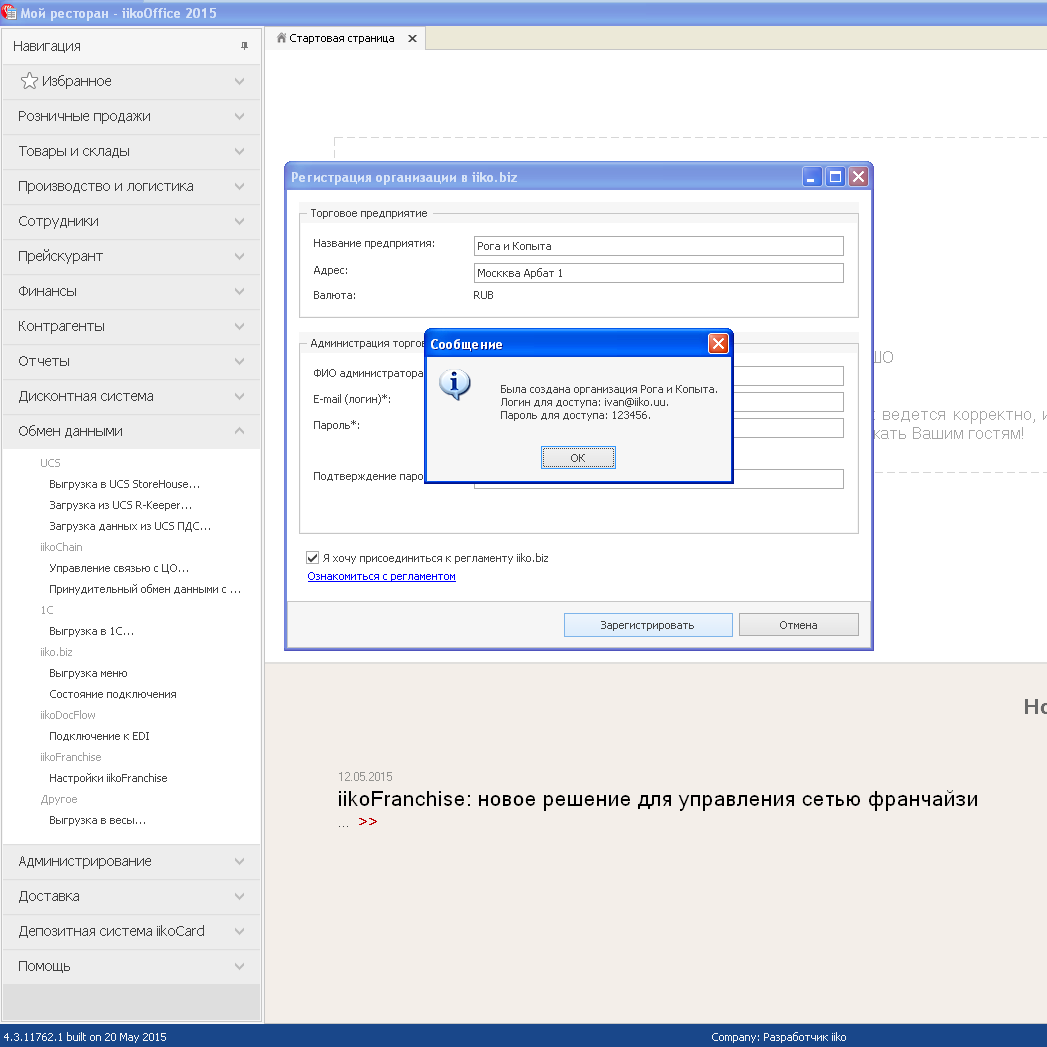 Мой ресторан - iikoOffice 2015
Навигация
Стартовая страница
Избранное
Розничные продажи
Товары и склады
Производство и логистика
Сотрудники
Прейскурант
Финансы
Контрагенты
Отчеты
Дисконтная система
Обмен данными
UCS
Выгрузка в UCS StoreHouse...
Загрузка из UCS R-Keeper...
Загрузка данных из UCS ПДС...
iikoChain
Управление связью с ЦО...
Принудительный обмен данными с ...
1С
Выгрузка в 1С...
iiko.biz
Выгрузка меню
Состояние подключения
iikoDocFlow
Подключение к EDI
iikoFranchise
Настройки iikoFranchise
Другое
Выгрузка в весы...
Администрирование
Доставка
Депозитная система iikoCard
Помощь
Регистрация организации в iiko.biz
Торговое предприятие
Название предприятия:
Рога и Копыта
Адрес:
Москква Арбат 1
Валюта:
RUB
Администрация торгов
ФИО администратора
E-mail (логин)*:
Пароль*:
Подтверждение паро
Сообщение
Была создана организация Рога и Копыта.
Логин для доступа: ivan@iiko.uu.
Пароль для доступа: 123456.
OK
Я хочу присоединиться к регламенту iiko.biz
Ознакомиться с регламентом
Зарегистрировать
Отмена
ШО
: ведется корректно, и
кать Вашим гостям!
Но
12.05.2015
iikoFranchise: новое решение для управления сетью франчайзи
... >>
4.3.11762.1 built on 20 May 2015
Company: Разработчик iiko